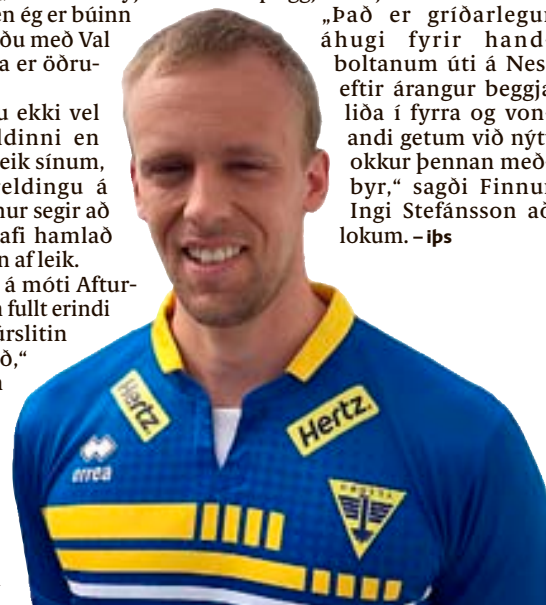 en ég er búinn
ðu með Val
a er öðru-
u ekki vel
ldinni en
eik sínum,
eldingu á
nur segir að
afi hamlað
n af leik.
á móti Aftur-
fullt erindi
úrslitin
ð,“
„Það er gríðarlegur
áhugi fyrir hand-
boltanum úti á Nes-
eftir árangur beggja
liða í fyrra og von-
andi getum við nýtt
okkur þennan með-
byr,“ sagði Finnur
Ingi Stefánsson að
lokum. – iþs
Hertz.
Hertz.
errea
GRÓTTA